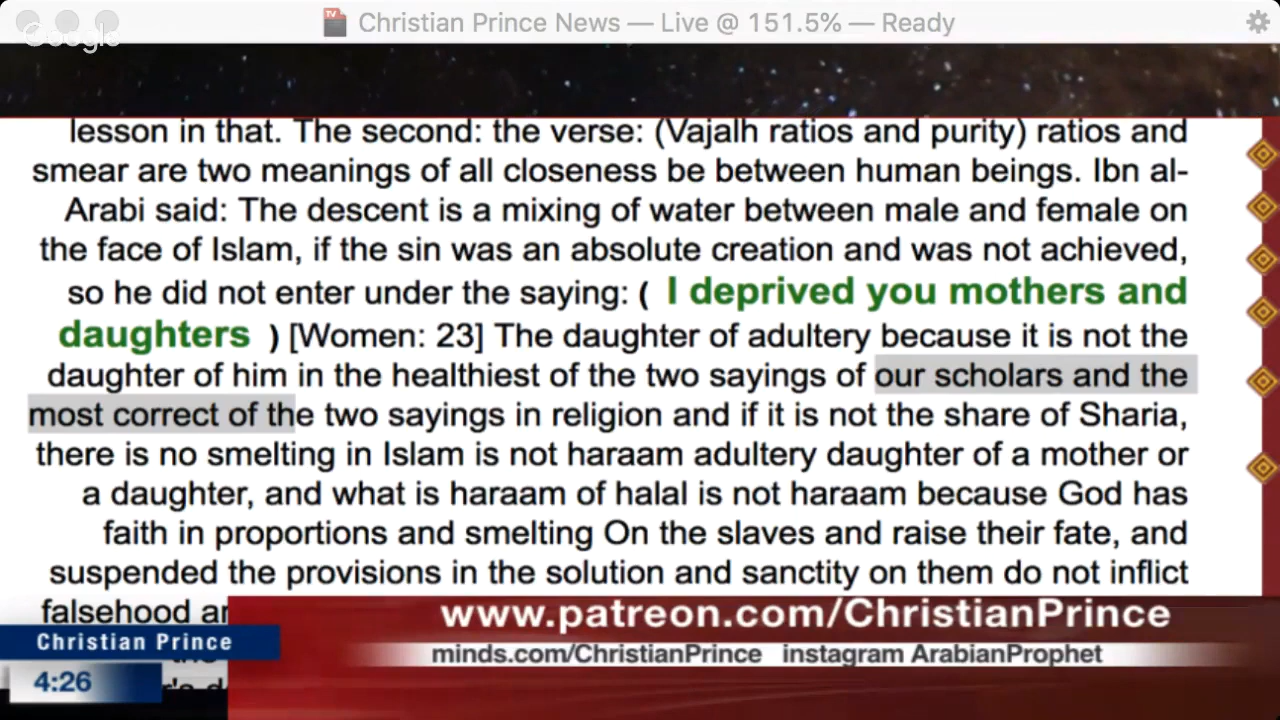 Christian Prince News — Live @ 151.5% — Ready
Google
TV
lesson in that. The second: the verse: (Vajalh ratios and purity) ratios and
smear are two meanings of all closeness be between human beings. Ibn al-
Arabi said: The descent is a mixing of water between male and female on
the face of Islam, if the sin was an absolute creation and was not achieved,
so he did not enter under the saying: ( I deprived you mothers and
daughters ) [Women: 23] The daughter of adultery because it is not the
daughter of him in the healthiest of the two sayings of our scholars and the
most correct of the two sayings in religion and if it is not the share of Sharia,
there is no smelting in Islam is not haraam adultery daughter of a mother or
a daughter, and what is haraam of halal is not haraam because God has
faith in proportions and smelting On the slaves and raise their fate, and
suspended the provisions in the solution and sanctity on them do not inflict
falsehood
www.patreon.com/ChristianPrince
Christian Prince
minds.com/ChristianPrince instagram ArabianProphet
4:26